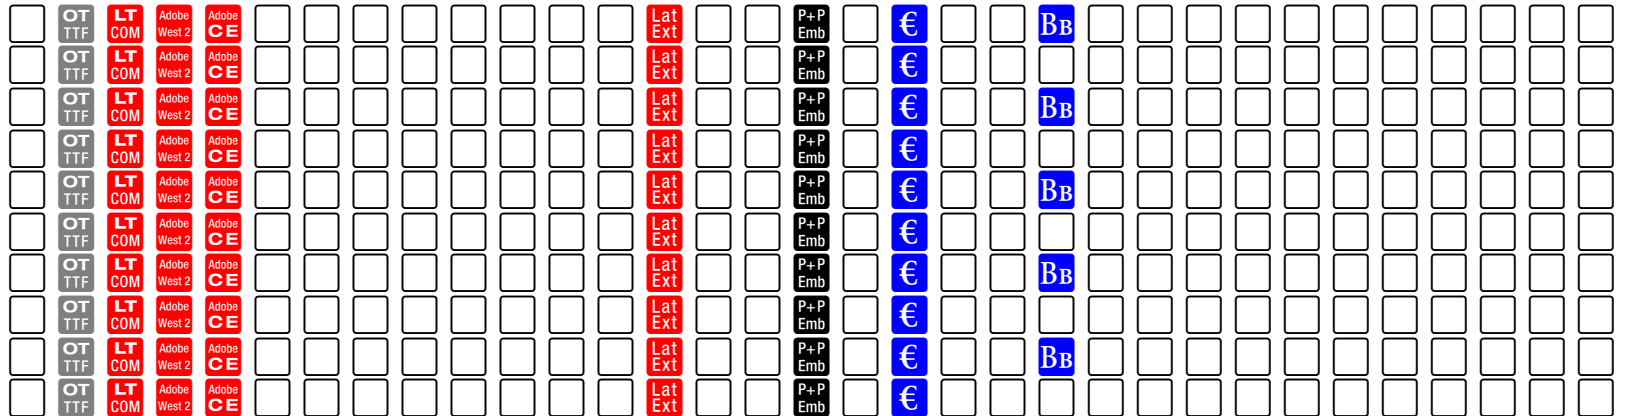 OT TTF LT COM Adobe West 2 Adobe CE Lat Ext P+P Emb € BB
OT TTF LT COM Adobe West 2 Adobe CE Lat Ext P+P Emb €
OT TTF LT COM Adobe West 2 Adobe CE Lat Ext P+P Emb € BB
OT TTF LT COM Adobe West 2 Adobe CE Lat Ext P+P Emb €
OT TTF LT COM Adobe West 2 Adobe CE Lat Ext P+P Emb € BB
OT TTF LT COM Adobe West 2 Adobe CE Lat Ext P+P Emb €
OT TTF LT COM Adobe West 2 Adobe CE Lat Ext P+P Emb € BB
OT TTF LT COM Adobe West 2 Adobe CE Lat Ext P+P Emb €
OT TTF LT COM Adobe West 2 Adobe CE Lat Ext P+P Emb € BB
OT TTF LT COM Adobe West 2 Adobe CE Lat Ext P+P Emb €